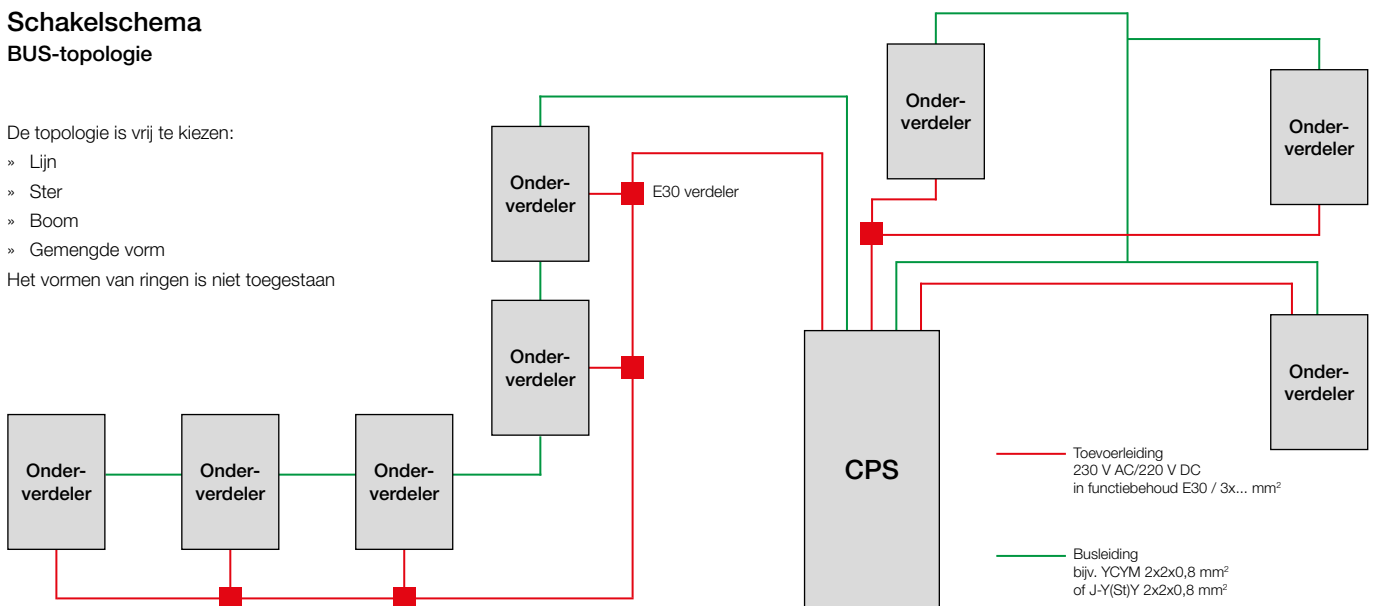 Schakelschema
BUS-topologie
De topologie is vrij te kiezen:
» Lijn
» Ster
» Boom
» Gemengde vorm
Het vormen van ringen is niet toegestaan
Onder-
verdeler
E30 verdeler
Onder-
verdeler
Onder-
verdeler
Onder-
verdeler
Onder-
verdeler
Onder-
verdeler
Onder-
verdeler
Onder-
verdeler
CPS
Toevoerleiding
230 V AC/220 V DC
in functiebehoud E30 / 3x... mm²
Busleiding
bijv. YCYM 2x2x0,8 mm²
of J-Y(St)Y 2x2x0,8 mm²